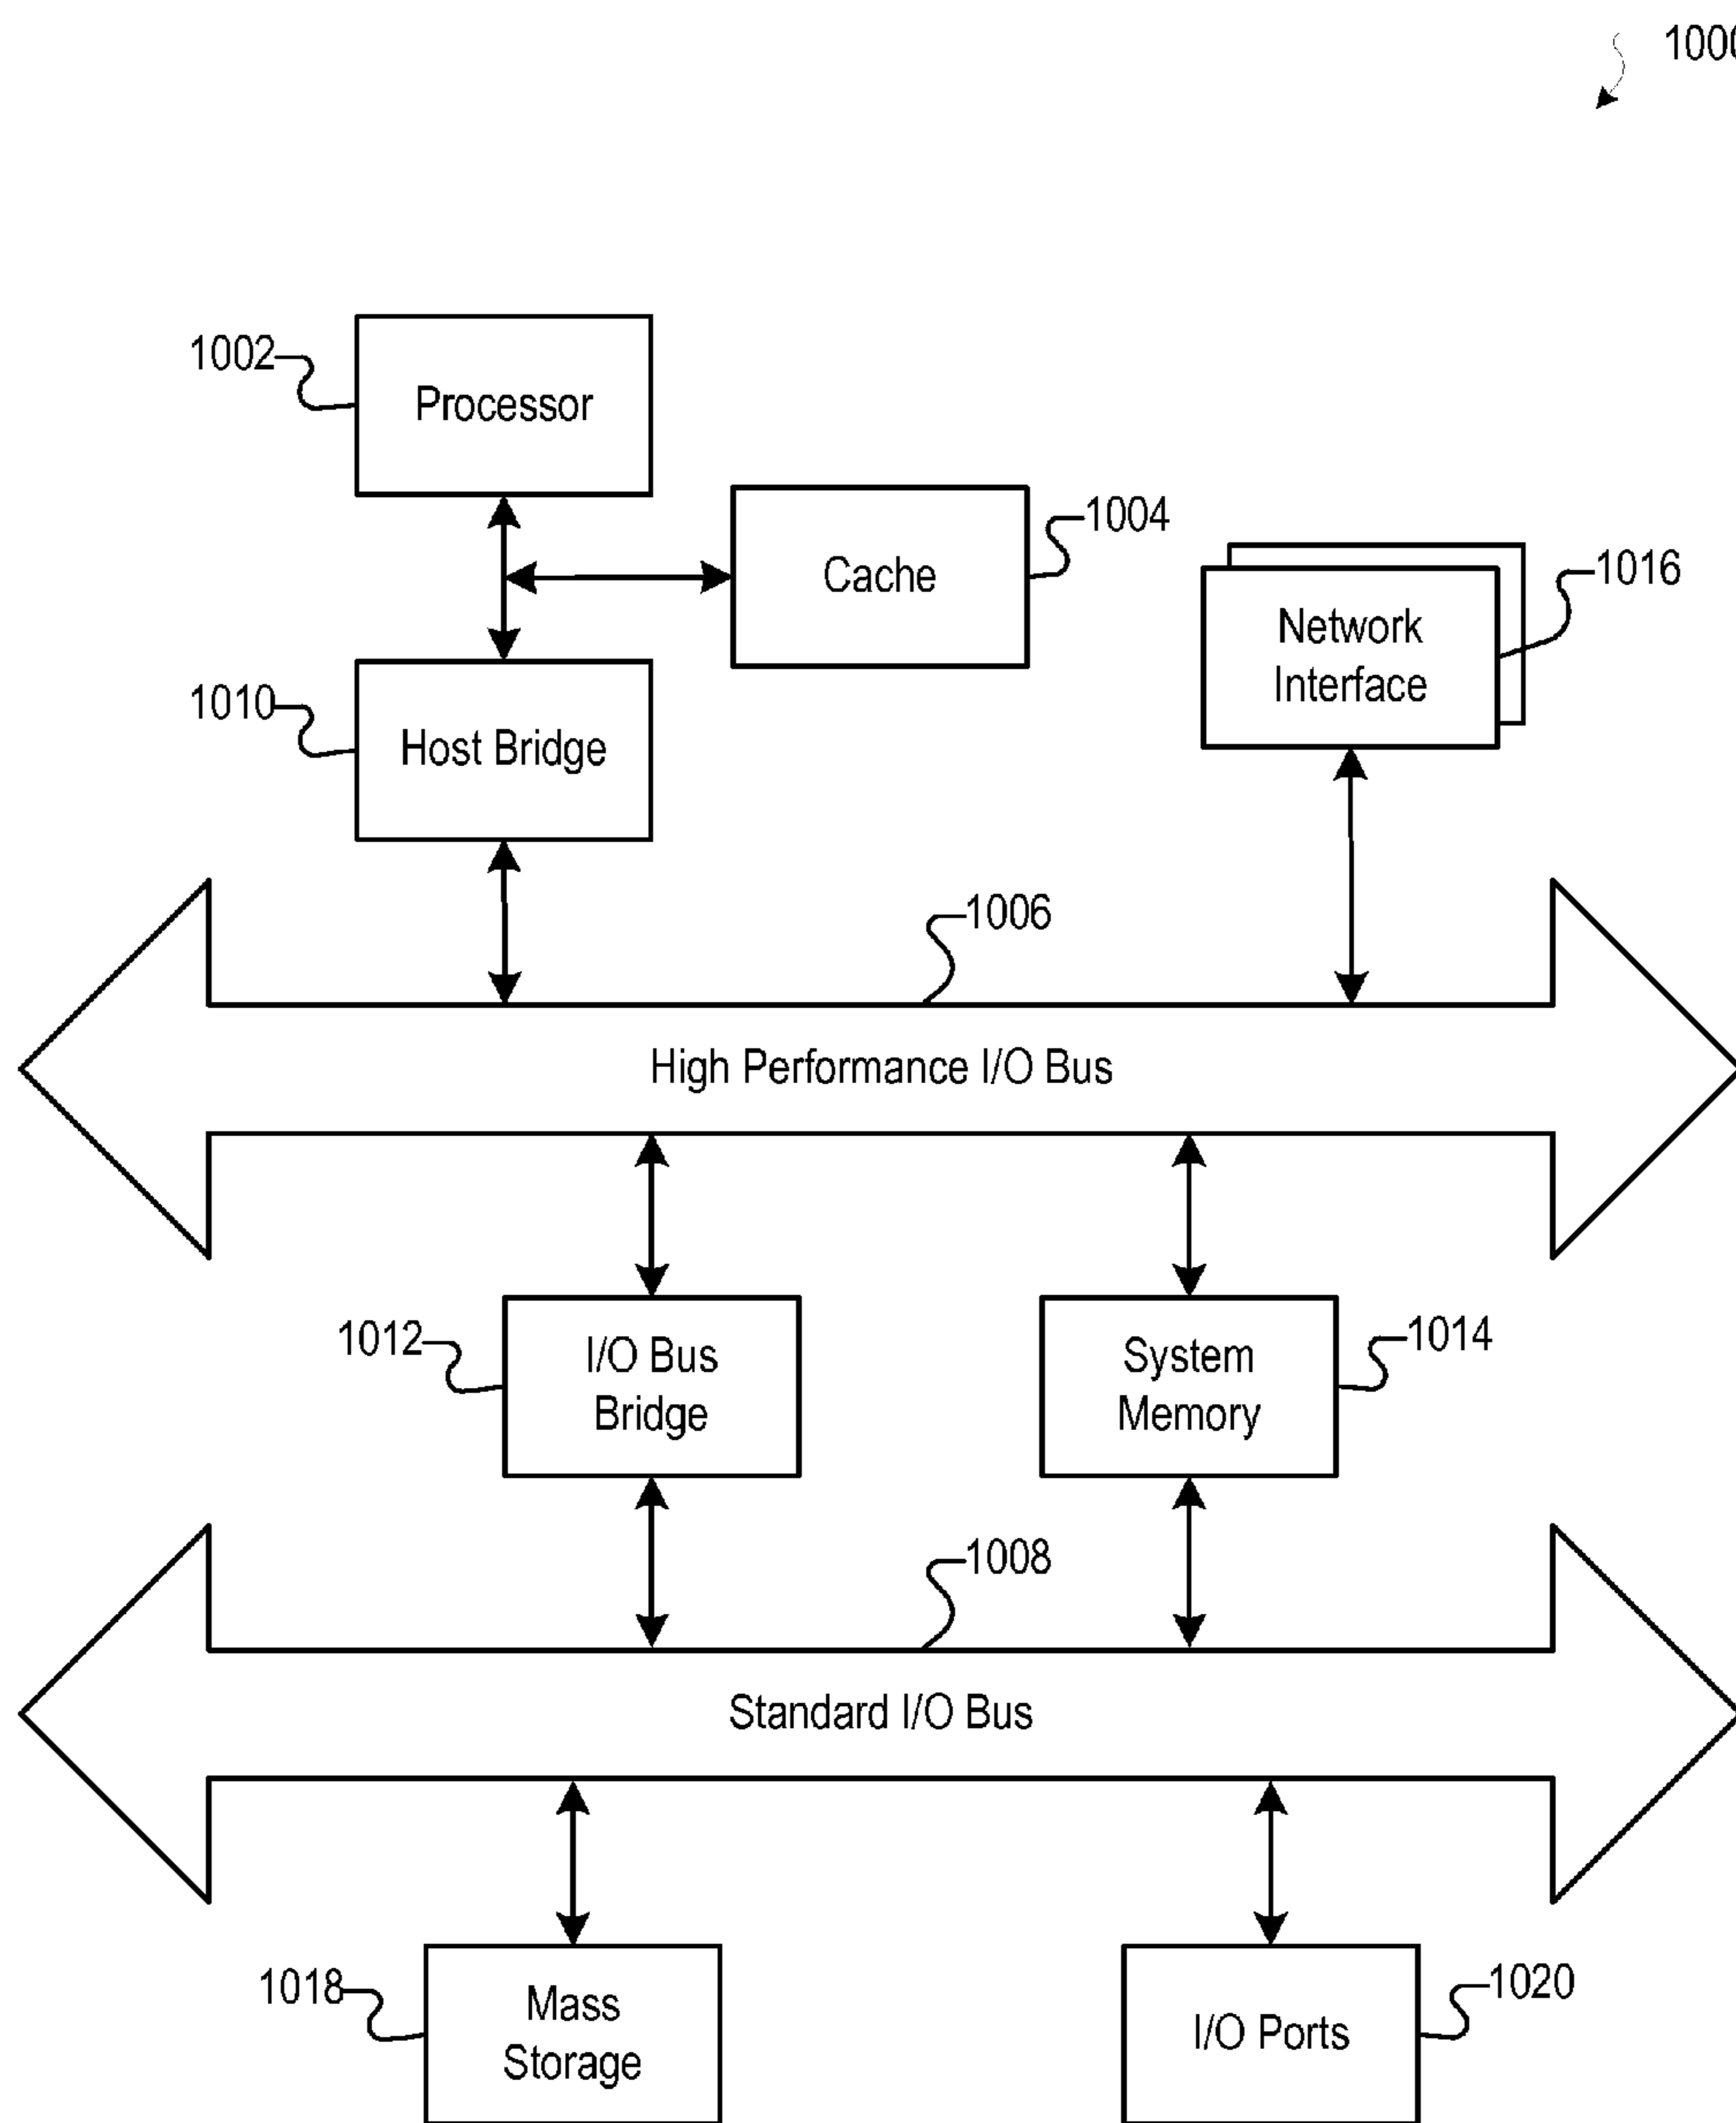 1000
1002
Processor
1004
Cache
1016
Network
Interface
1010
Host Bridge
1006
High Performance I/O Bus
1012
I/O Bus
Bridge
1014
System
Memory
1008
Standard I/O Bus
1018
Mass
Storage
1020
I/O Ports